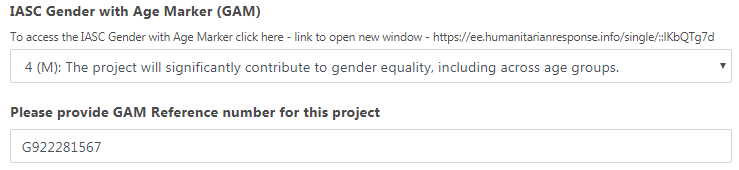 IASC Gender with Age Marker (GAM)
To access the IASC Gender with Age Marker click here - link to open new window - https://ee.humanitarianresponse.info/single/::lKbQTg7d
4 (M): The project will significantly contribute to gender equality, including across age groups.
Please provide GAM Reference number for this project
G922281567